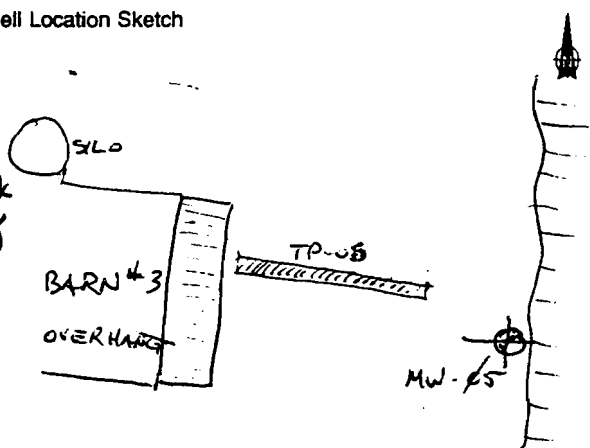 ell Location Sketch
SILO
TP-05
BARN #3
OVERHANG
MW-05